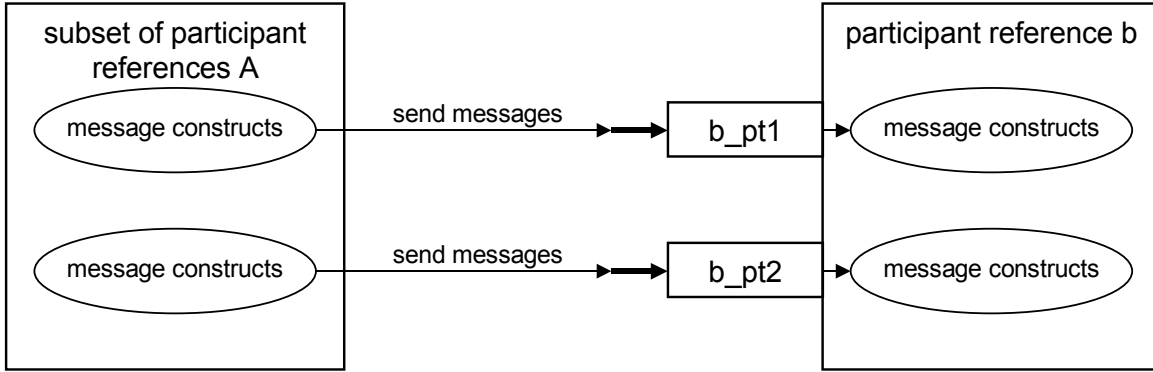 subset of participant
references A
participant reference b
message constructs
send messages
b_pt1
message constructs
message constructs
send messages
b_pt2
message constructs